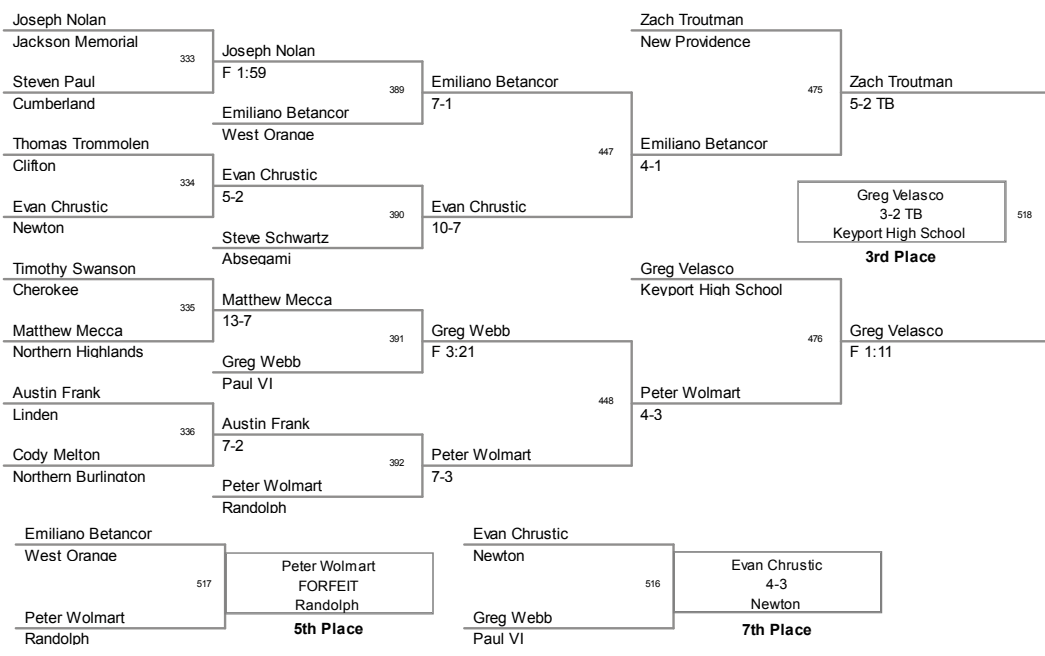 Joseph Nolan
Jackson Memorial
333
Steven Paul
Cumberland
Thomas Trommolen
Clifton
334
Evan Chrustic
Newton
Timothy Swanson
Cherokee
335
Matthew Mecca
Northern Highlands
Austin Frank
Linden
336
Cody Melton
Northern Burlington
Joseph Nolan
F 1:59
389
Emiliano Betancor
West Orange
Evan Chrustic
5-2
390
Steve Schwartz
Absegami
Matthew Mecca
13-7
391
Greg Webb
Paul VI
Austin Frank
7-2
392
Peter Wolmart
Randolph
Emiliano Betancor
7-1
447
Evan Chrustic
10-7
Greg Webb
F 3:21
448
Peter Wolmart
7-3
Zach Troutman
New Providence
475
Emiliano Betancor
4-1
Greg Velasco
Keyport High School
476
Peter Wolmart
4-3
Zach Troutman
5-2 TB
Greg Velasco
3-2 TB
Keyport High School
518
3rd Place
Greg Velasco
F 1:11
Emiliano Betancor
West Orange
517
Peter Wolmart
Randolph
Peter Wolmart
FORFEIT
Randolph
5th Place
Evan Chrustic
Newton
516
Greg Webb
Paul VI
Evan Chrustic
4-3
Newton
7th Place